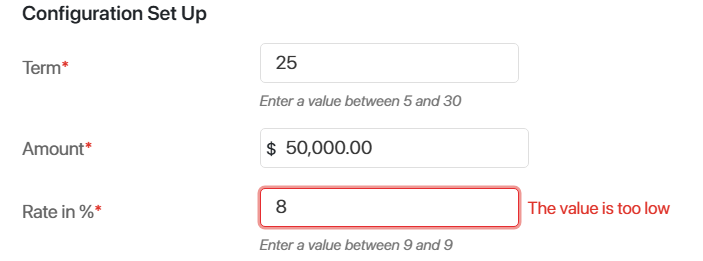 Configuration Set Up
Term* 25
Enter a value between 5 and 30
Amount* $ 50,000.00
Rate in %* 8 The value is too low
Enter a value between 9 and 9